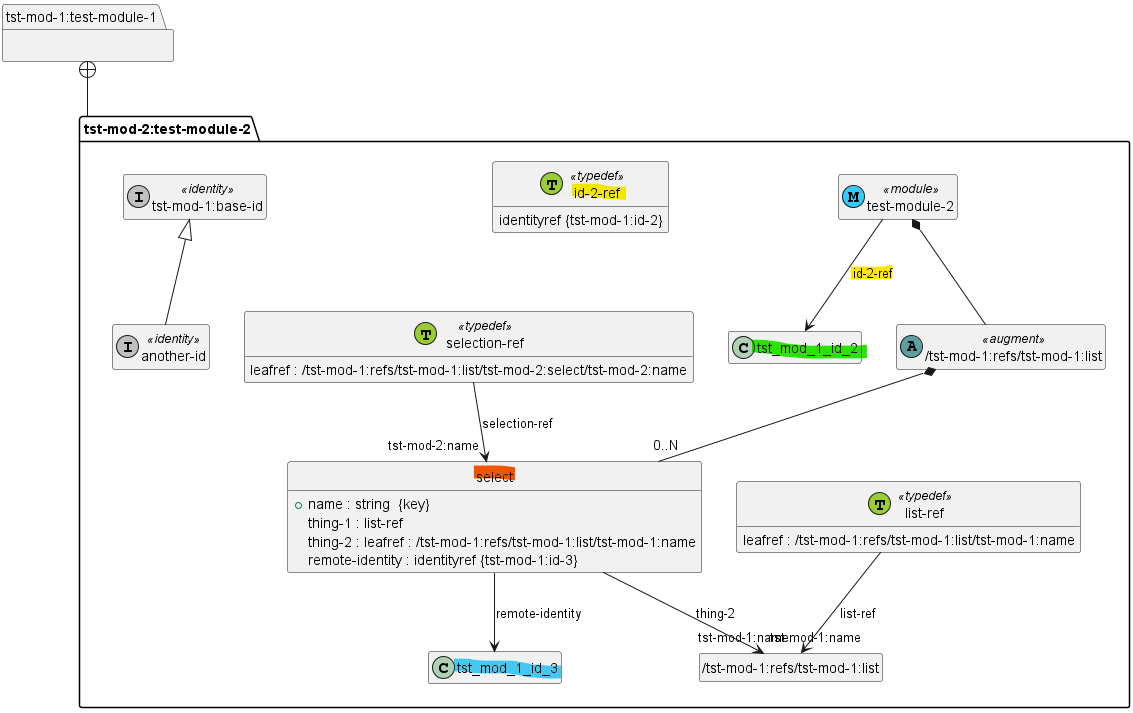 tst-mod-1:test-module-1
tst-mod-2:test-module-2
I
«identity»
tst-mod-1:base-id
T
«typedef»
id-2-ref
identityref {tst-mod-1:id-2}
M
«module»
test-module-2
id-2-ref
I
«identity»
another-id
T
«typedef»
selection-ref
leafref : /tst-mod-1:refs/tst-mod-1:list/tst-mod-2:select/tst-mod-2:name
C
tst_mod_1_id_2
A
«augment»
/tst-mod-1:refs/tst-mod-1:list
selection-ref
tst-mod-2:name
0..N
select
name : string {key}
thing-1 : list-ref
thing-2 : leafref : /tst-mod-1:refs/tst-mod-1:list/tst-mod-1:name
remote-identity : identityref {tst-mod-1:id-3}
T
«typedef»
list-ref
leafref : /tst-mod-1:refs/tst-mod-1:list/tst-mod-1:name
remote-identity
thing-2
list-ref
tst-mod-1:name
tst-mod-1:name
C
tst_mod_1_id_3
/tst-mod-1:refs/tst-mod-1:list